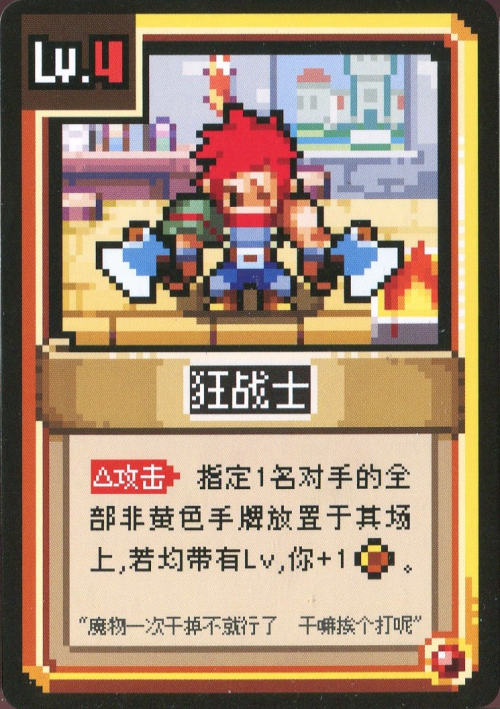 Lv.4
狂战士
△攻击 指定1名对手的全
部非黄色手牌放置于其场
上,若均带有Lv,你+1 。
“魔物一次干掉不就行了 干嘛挨个打呢”